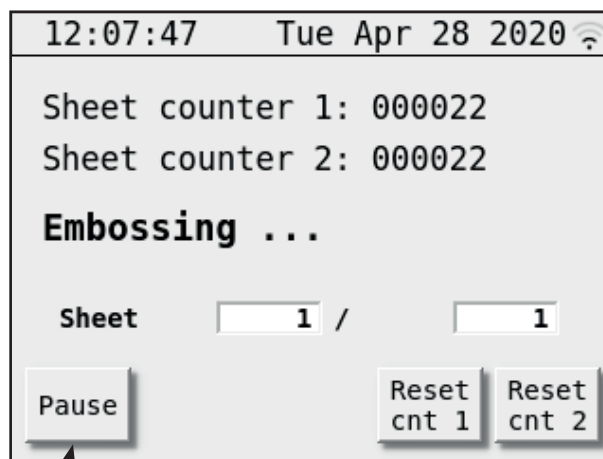 12:07:47 Tue Apr 28 2020
Sheet counter 1: 000022
Sheet counter 2: 000022
Embossing ...
Sheet 1 / 1
Pause
Reset cnt 1
Reset cnt 2